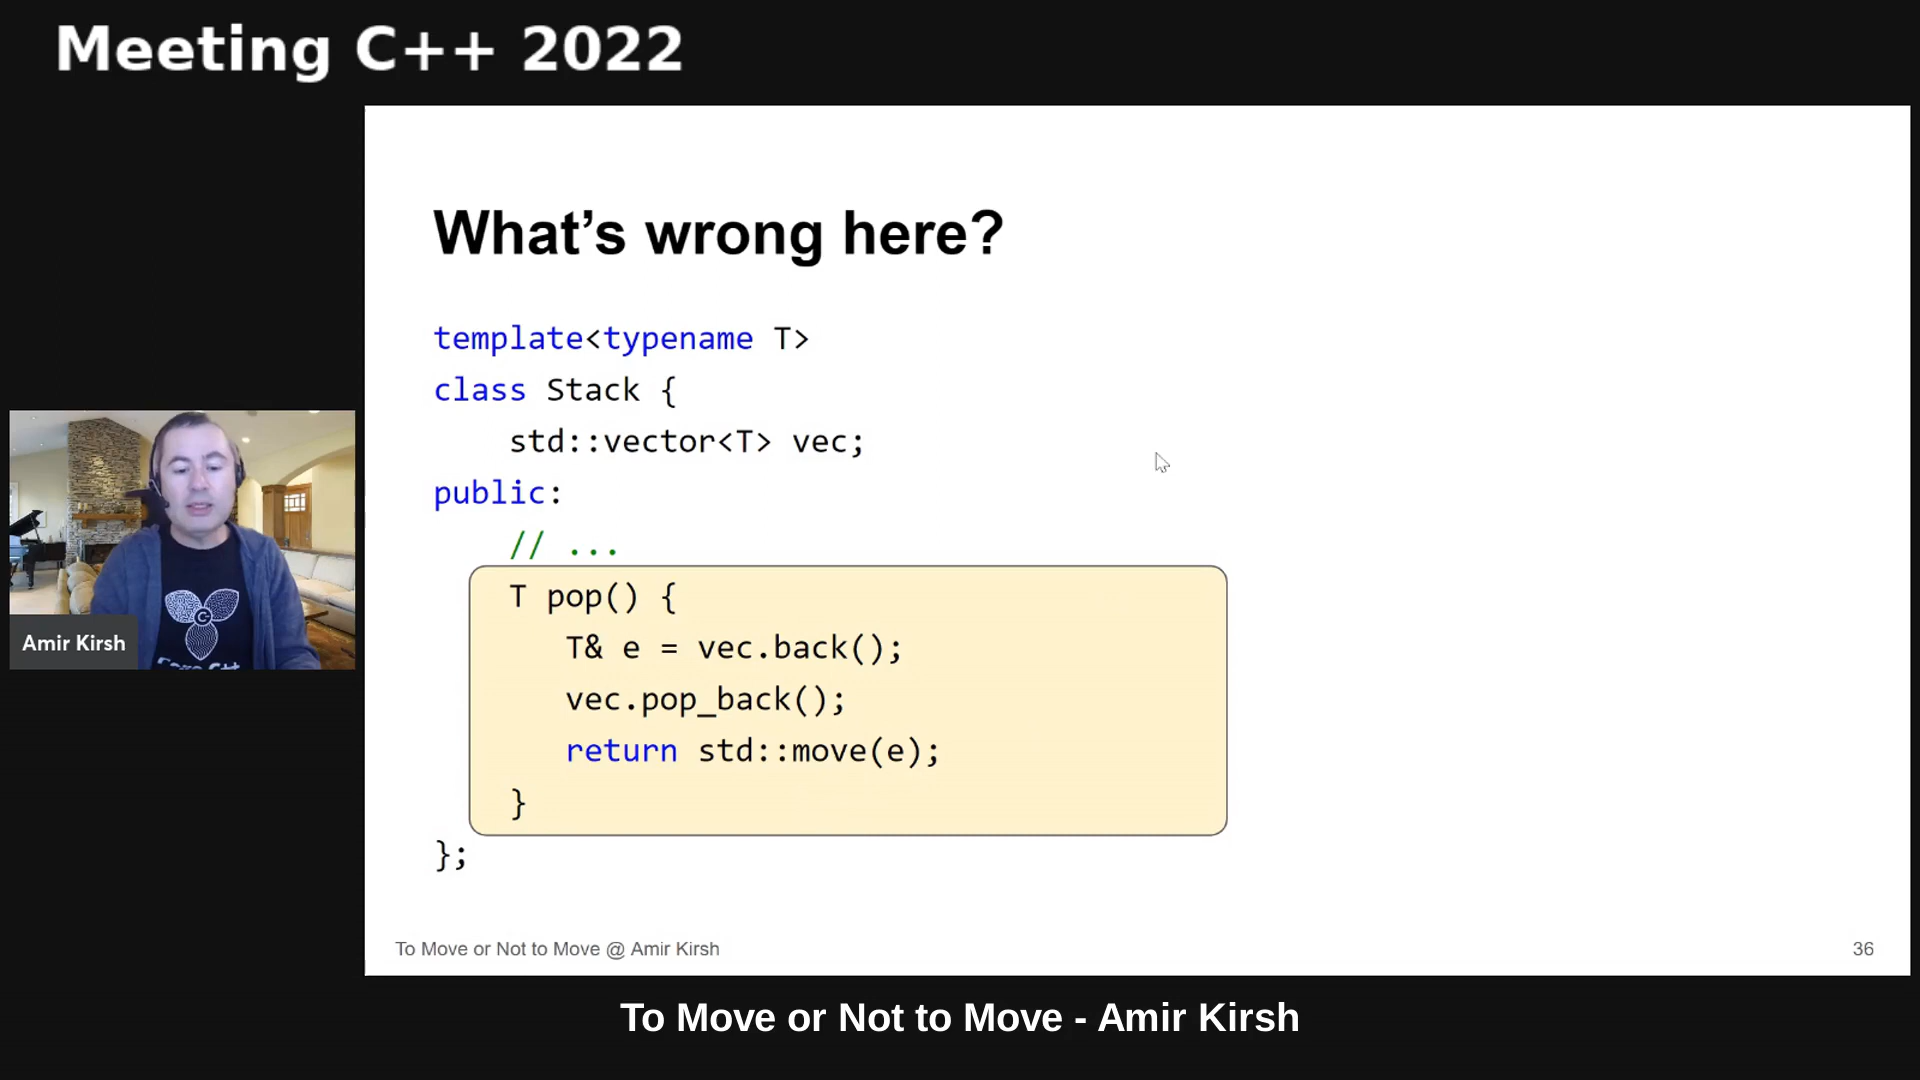 Meeting C++ 2022
What’s wrong here?
template<typename T>
class Stack {
    std::vector<T> vec;
public:
    // ...
    T pop() {
       T& e = vec.back();
       vec.pop_back();
       return std::move(e);
    }
};
Amir Kirsh
To Move or Not to Move @ Amir Kirsh
36
To Move or Not to Move - Amir Kirsh